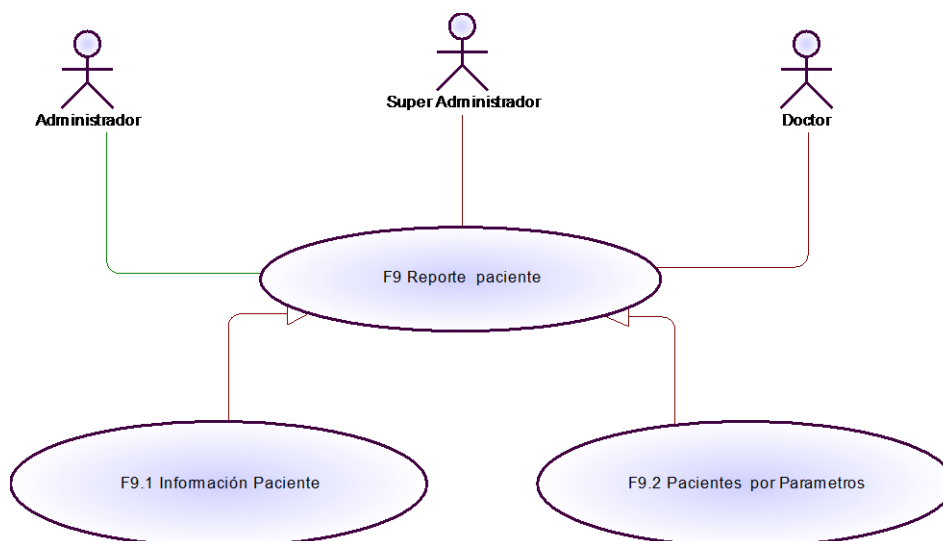 Super Administrador
Administrador
Doctor
F9 Reporte paciente
F9.1 Información Paciente
F9.2 Pacientes por Parametros